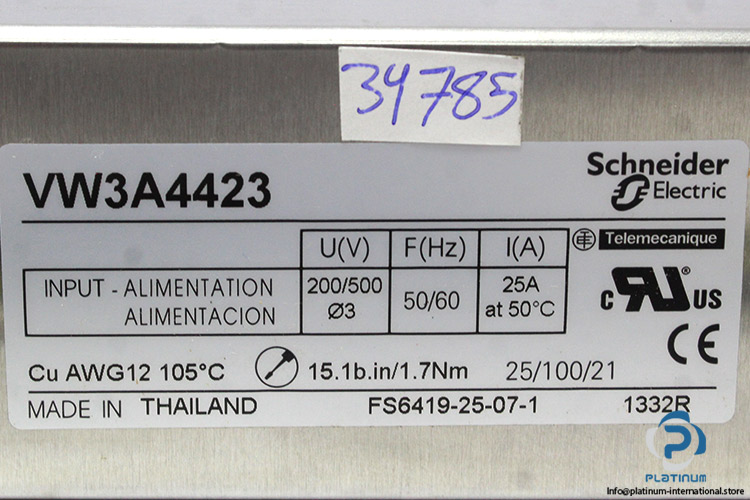 34785
VW3A4423
Schneider
Electric
Telemecanique
U(V) F(Hz) I(A)
INPUT - ALIMENTATION
ALIMENTACION
200/500
Ø3
50/60
25A
at 50°C
c RU ® US
CE
Cu AWG12 105°C 15.1b.in/1.7Nm 25/100/21
MADE IN THAILAND FS6419-25-07-1 1332R
PLATINUM
Info@platinum-international.store